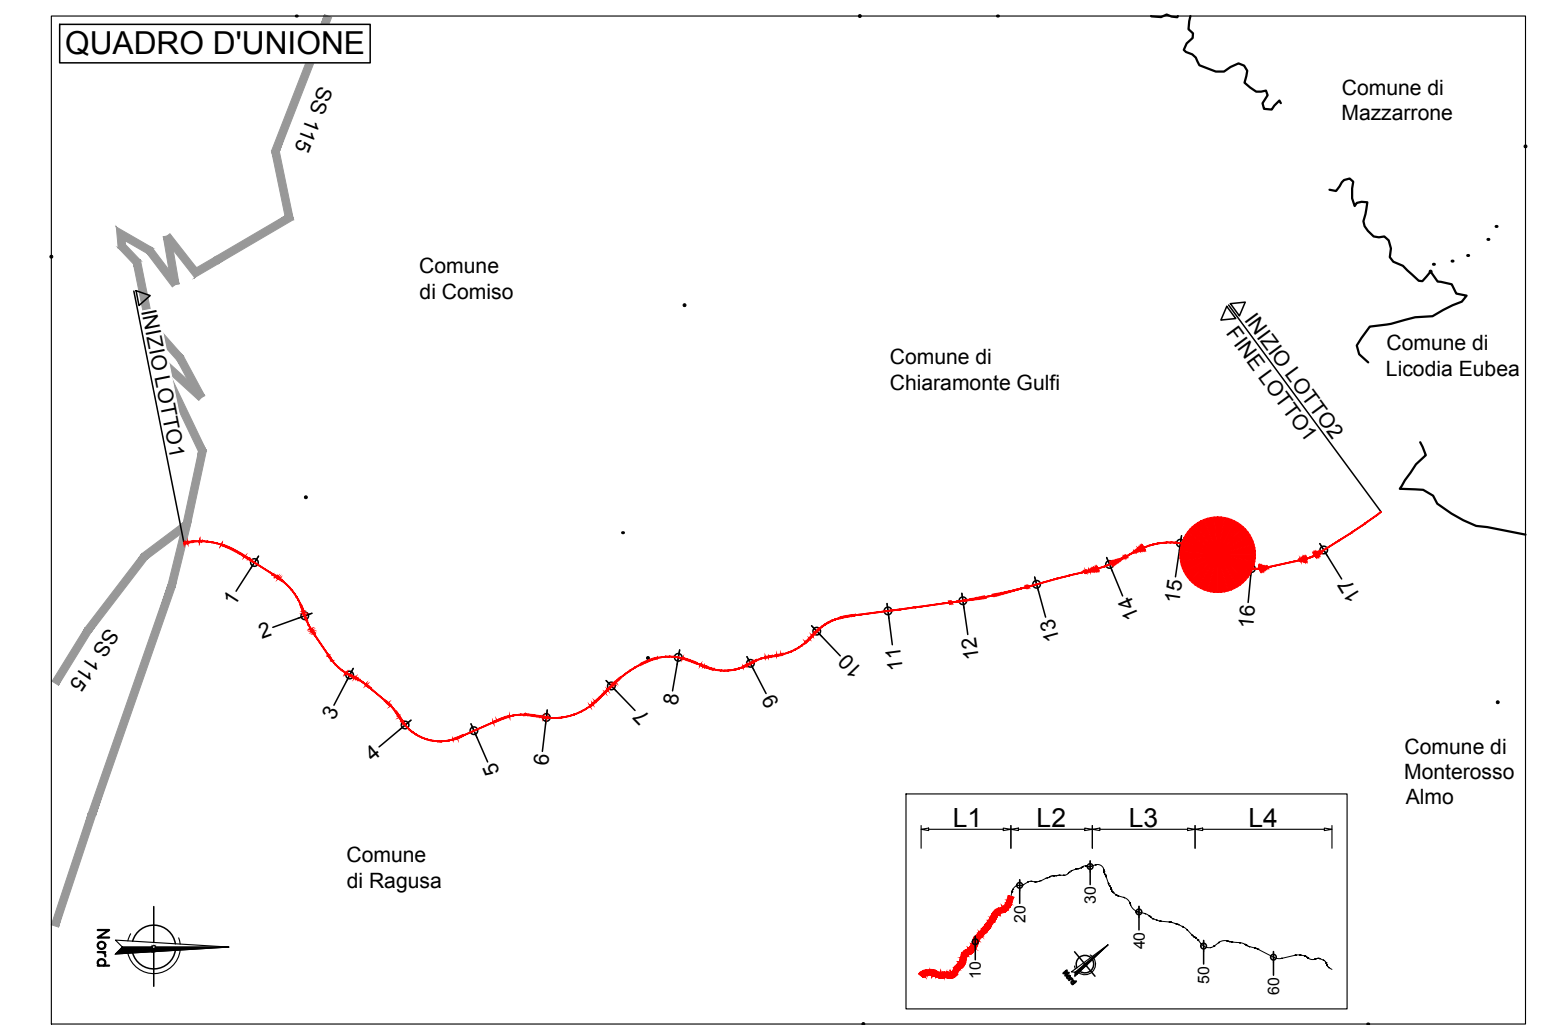 QUADRO D'UNIONE
SS 115
Comune di
Mazzarrone
Comune
di Comiso
INIZIO LOTTO1
Comune di
Chiaramonte Gulfi
INIZIO LOTTO2
FINE LOTTO1
Comune di
Licodia Eubea
1
2
3
4
5
6
7
8
9
10
11
12
13
14
15
16
17
SS 115
Comune di
Monterosso
Almo
Comune
di Ragusa
Nord
L1 L2 L3 L4
10
20
30
40
50
60